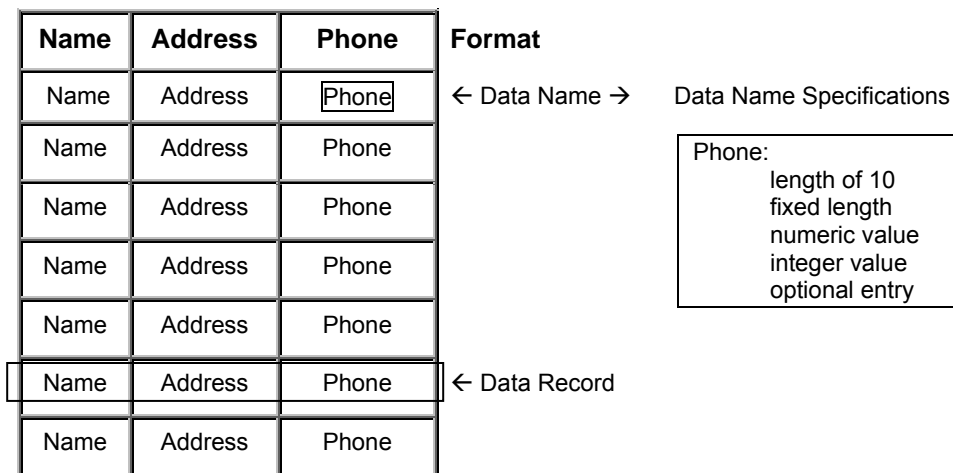 Name Address Phone Format
Name Address Phone ← Data Name → Data Name Specifications
Name Address Phone
Phone:
length of 10
Name Address Phone
fixed length
numeric value
Name Address Phone
integer value
optional entry
Name Address Phone
Name Address Phone ← Data Record
Name Address Phone